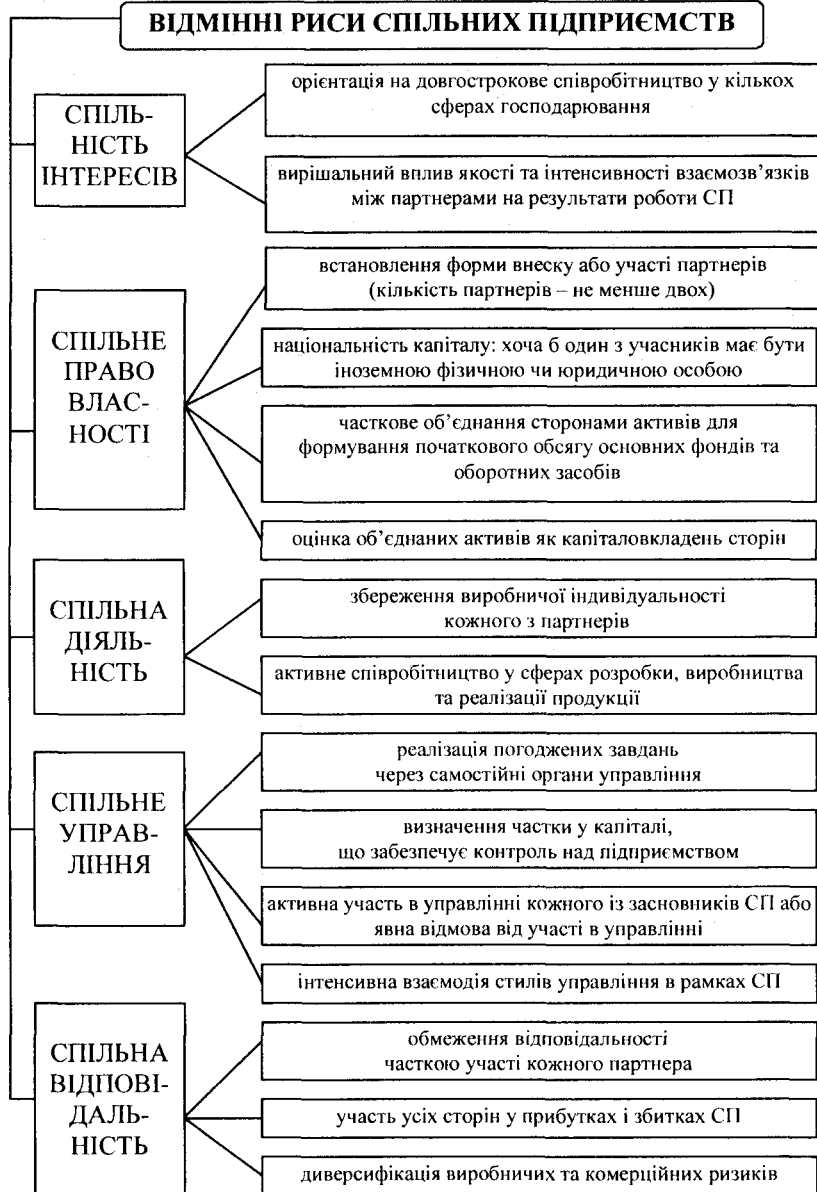 ВІДМІННІ РИСИ СПІЛЬНИХ ПІДПРИЄМСТВ
СПІЛЬ-
НІСТЬ
ІНТЕРЕСІВ
орієнтація на довгострокове співробітництво у кількох
сферах господарювання
вирішальний вплив якості та інтенсивності взаємозв’язків
між партнерами на результати роботи СП
СПІЛЬНЕ
ПРАВО
ВЛАС-
НОСТІ
встановлення форми внеску або участі партнерів
(кількість партнерів – не менше двох)
національність капіталу: хоча б один з учасників має бути
іноземною фізичною чи юридичною особою
часткове об’єднання сторонами активів для
формування початкового обсягу основних фондів та
оборотних засобів
оцінка об’єднаних активів як капіталовкладень сторін
СПІЛЬНА
ДІЯЛЬ-
НІСТЬ
збереження виробничої індивідуальності
кожного з партнерів
активне співробітництво у сферах розробки, виробництва
та реалізації продукції
СПІЛЬНЕ
УПРАВ-
ЛІННЯ
реалізація погоджених завдань
через самостійні органи управління
визначення частки у капіталі,
що забезпечує контроль над підприємством
активна участь в управлінні кожного із засновників СП або
явна відмова від участі в управлінні
інтенсивна взаємодія стилів управління в рамках СП
СПІЛЬНА
ВІДПОВІ-
ДАЛЬ-
НІСТЬ
обмеження відповідальності
часткою участі кожного партнера
участь усіх сторін у прибутках і збитках СП
диверсифікація виробничих та комерційних ризиків